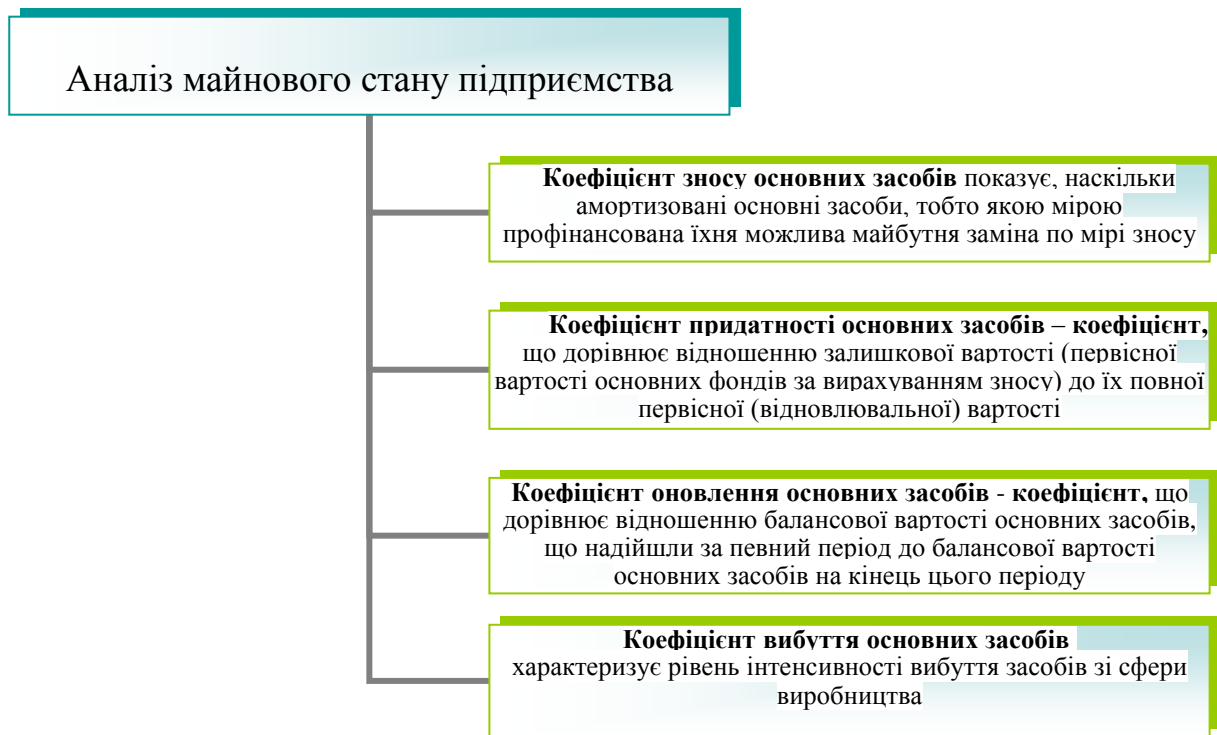 Аналіз майнового стану підприємства
Коефіцієнт зносу основних засобів показує, наскільки
амортизовані основні засоби, тобто якою мірою
профінансована їхня можлива майбутня заміна по мірі зносу
Коефіцієнт придатності основних засобів – коефіцієнт,
що дорівнює відношенню залишкової вартості (первісної
вартості основних фондів за вирахуванням зносу) до їх повної
первісної (відновлювальної) вартості
Коефіцієнт оновлення основних засобів - коефіцієнт, що
дорівнює відношенню балансової вартості основних засобів,
що надійшли за певний період до балансової вартості
основних засобів на кінець цього періоду
Коефіцієнт вибуття основних засобів
характеризує рівень інтенсивності вибуття засобів зі сфери
виробництва